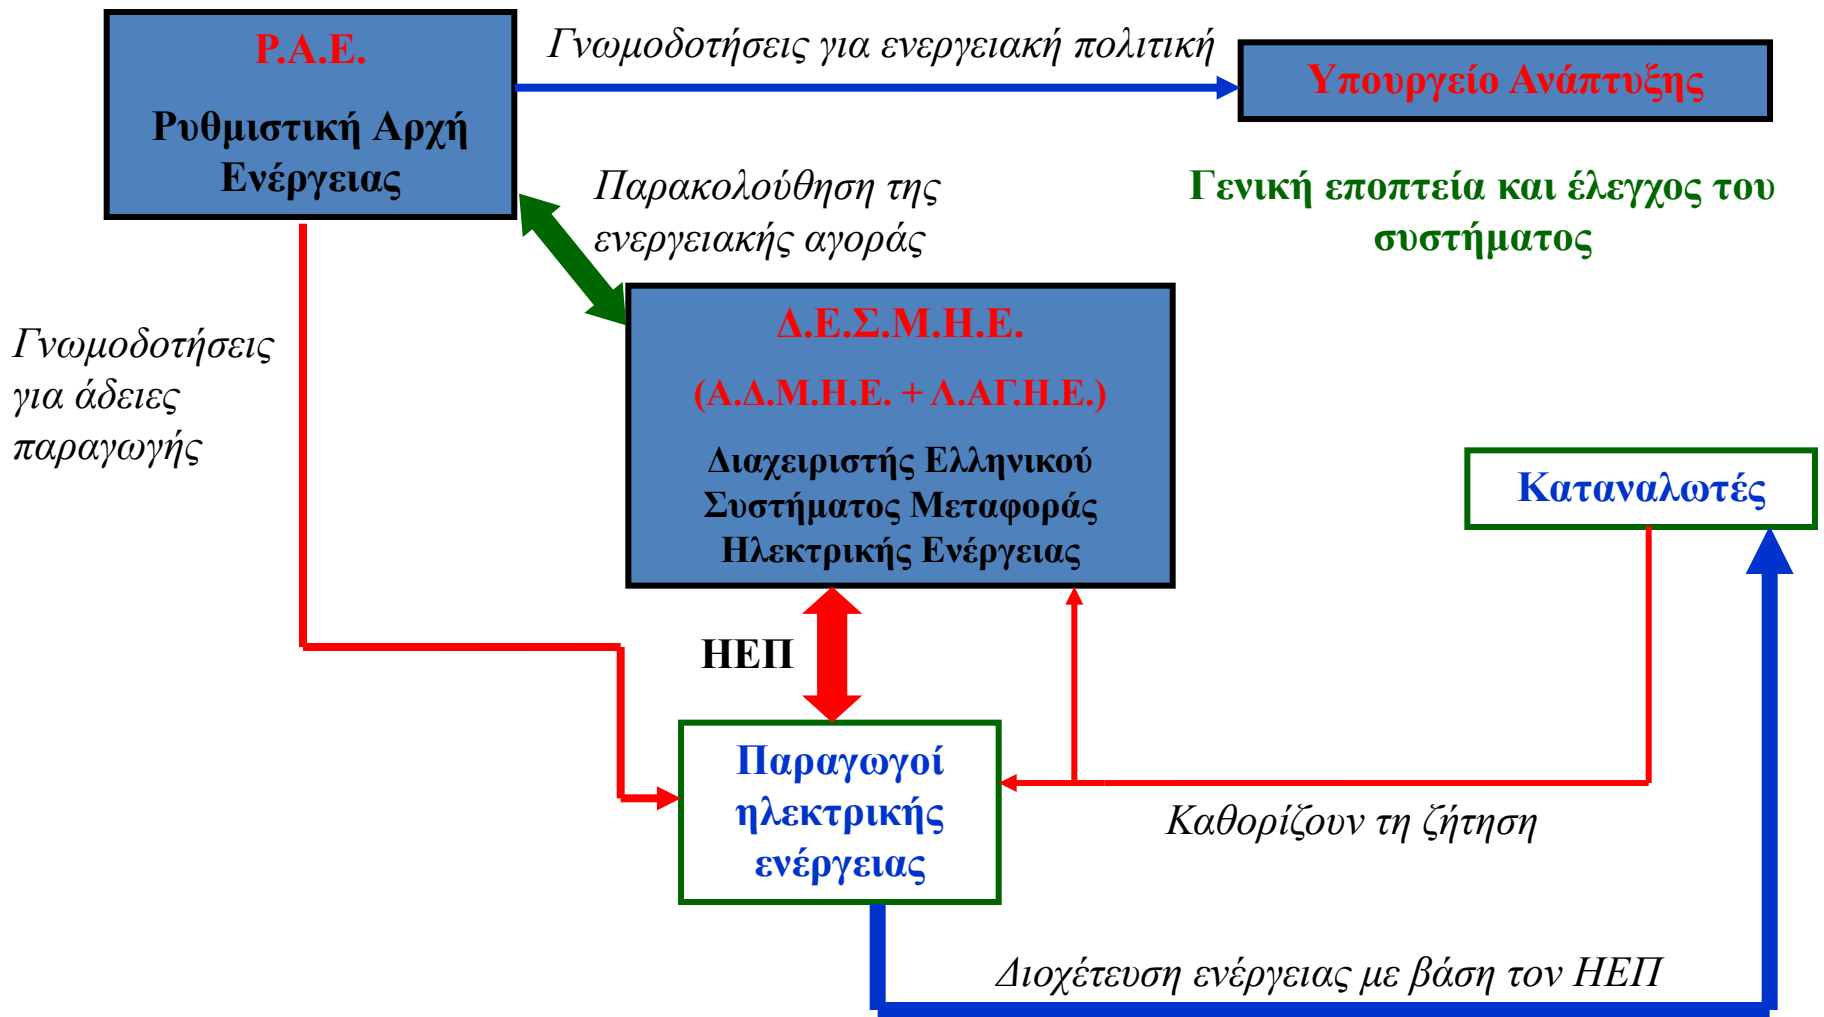 Ρ.Α.Ε.
Ρυθμιστική Αρχή
Ενέργειας
Γνωμοδοτήσεις για ενεργειακή πολιτική
Υπουργείο Ανάπτυξης
Γενική εποπτεία και έλεγχος του
συστήματος
Παρακολούθηση της
ενεργειακής αγοράς
Γνωμοδοτήσεις
για άδειες
παραγωγής
Δ.Ε.Σ.Μ.Η.Ε.
(Α.Δ.Μ.Η.Ε. + Λ.ΑΓ.Η.Ε.)
Διαχειριστής Ελληνικού
Συστήματος Μεταφοράς
Ηλεκτρικής Ενέργειας
Καταναλωτές
ΗΕΠ
Παραγωγοί
ηλεκτρικής
ενέργειας
Καθορίζουν τη ζήτηση
Διοχέτευση ενέργειας με βάση τον ΗΕΠ